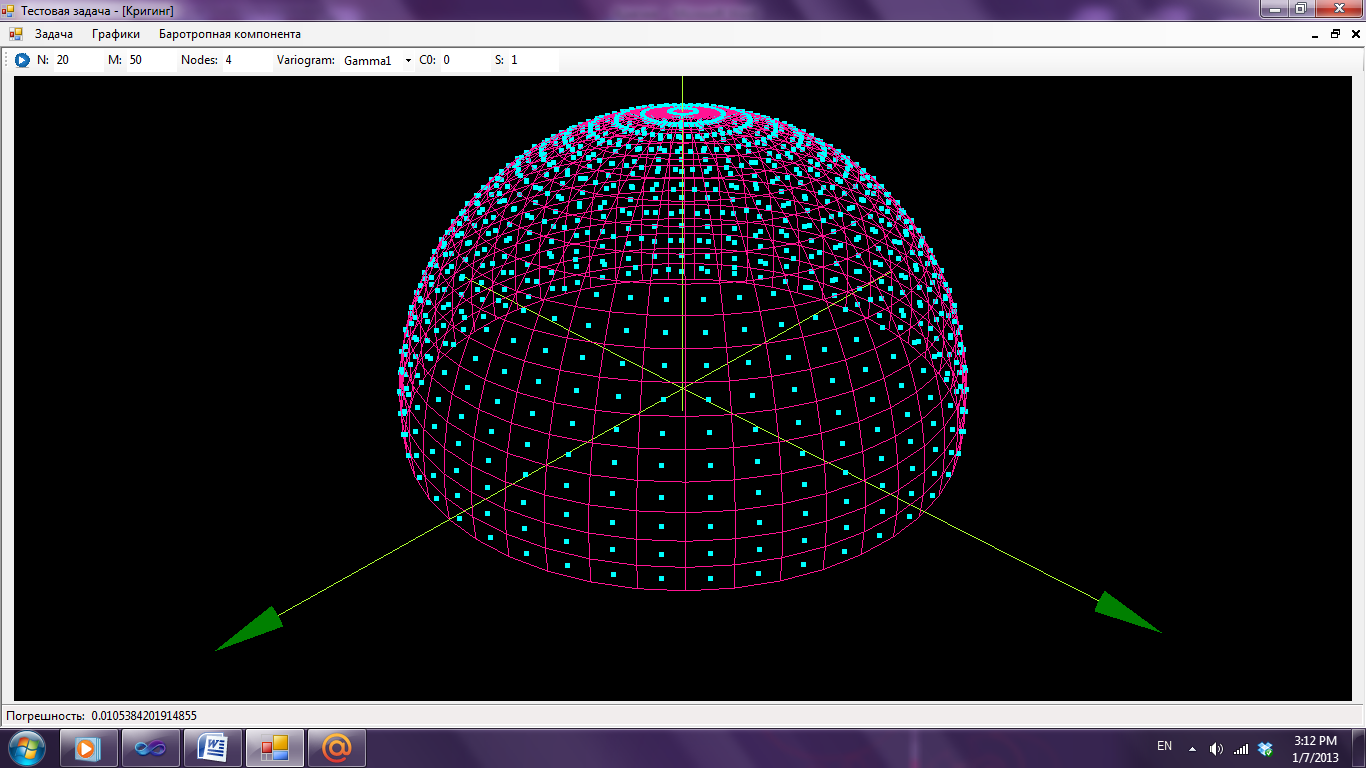 Тестовая задача - [Кригинг]
Задача Графики Баротропная компонента
N: 20 M: 50 Nodes: 4 Variogram: Gamma1 C0: 0 S: 1
Погрешность: 0.0105384201914855
EN 3:12 PM
1/7/2013